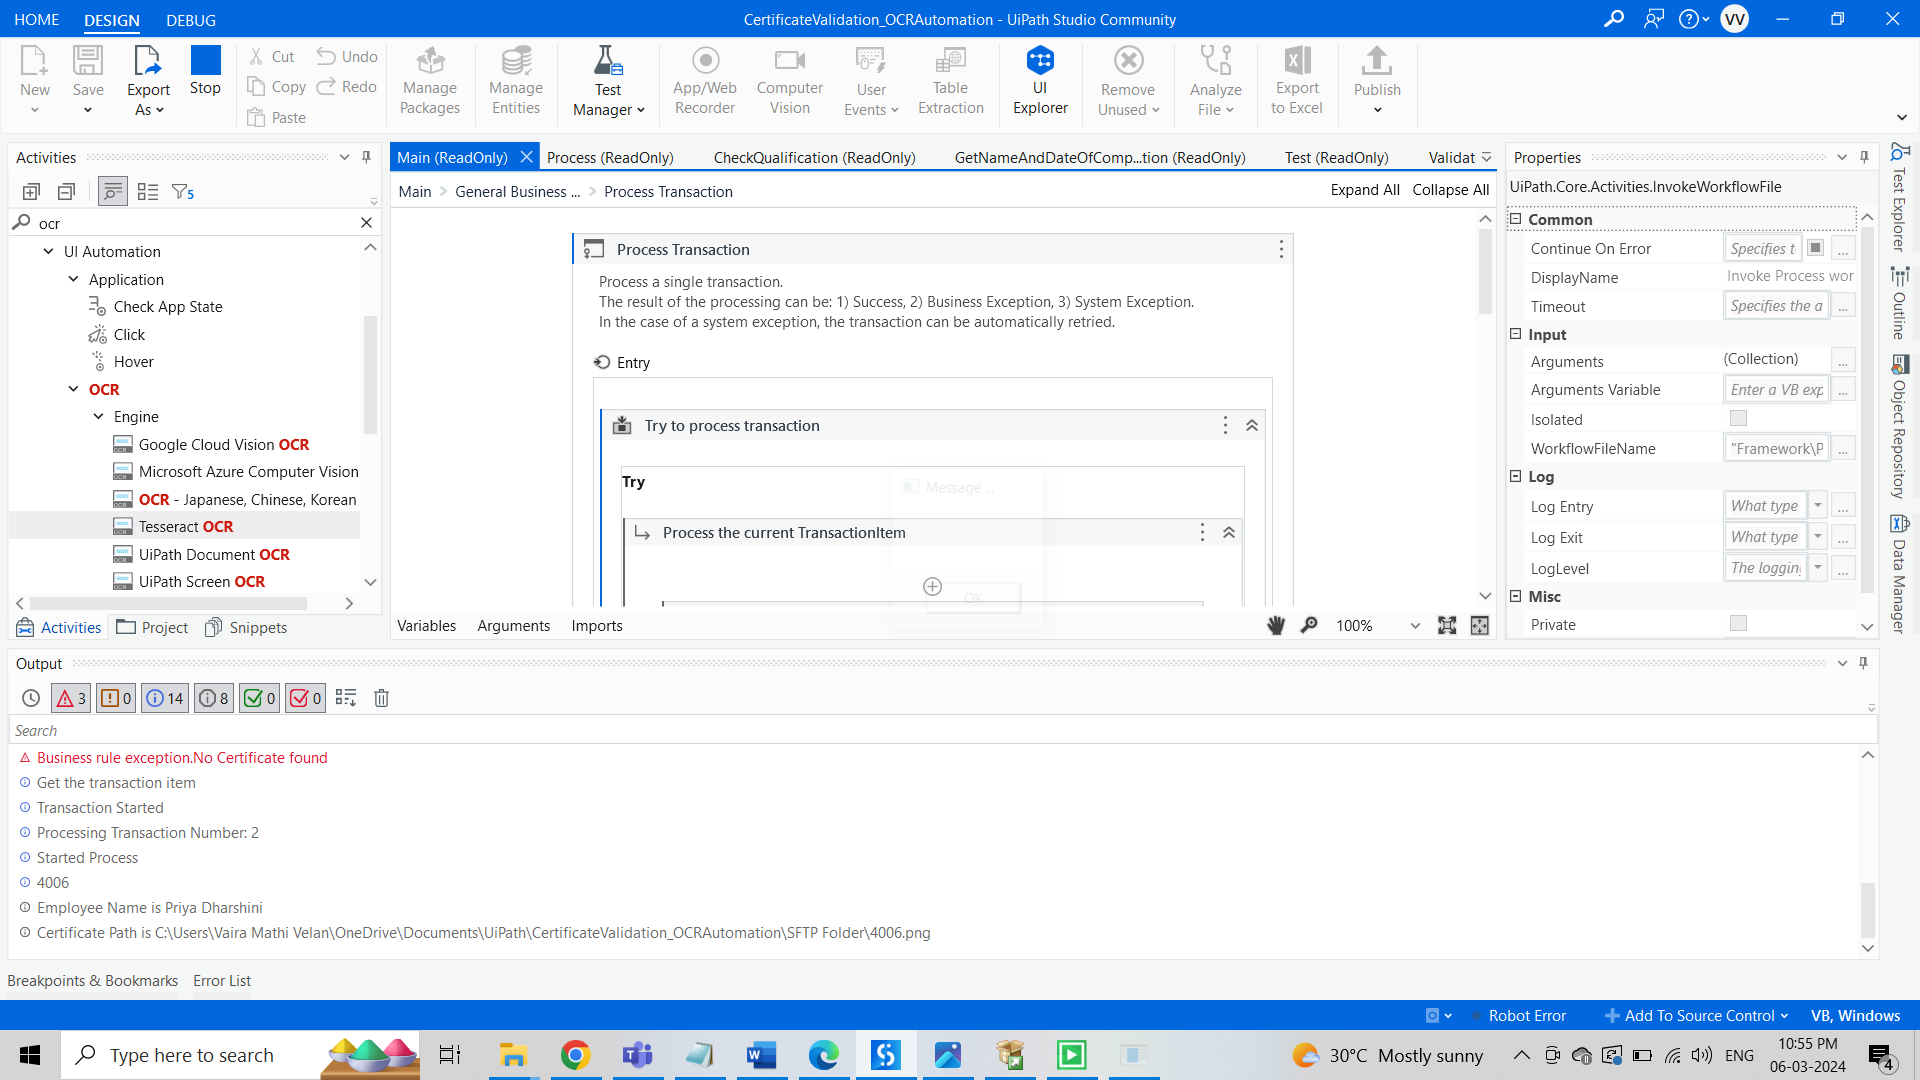 HOME DESIGN DEBUG CertificateValidation_OCRAutomation - UiPath Studio Community VV
New Save Export As Stop Cut Copy Paste Undo Redo Manage Packages Manage Entities Test Manager App/Web Recorder Computer Vision User Events Table Extraction UI Explorer Remove Unused Analyze File Export to Excel Publish
Activities
5
ocr
UI Automation
Application
Check App State
Click
Hover
OCR
Engine
Google Cloud Vision OCR
Microsoft Azure Computer Vision
OCR - Japanese, Chinese, Korean
Tesseract OCR
UiPath Document OCR
UiPath Screen OCR
Activities Project Snippets
Main (ReadOnly) Process (ReadOnly) CheckQualification (ReadOnly) GetNameAndDateOfComp...tion (ReadOnly) Test (ReadOnly) Validat
Main > General Business ... > Process Transaction Expand All Collapse All
Process Transaction
Process a single transaction.
The result of the processing can be: 1) Success, 2) Business Exception, 3) System Exception.
In the case of a system exception, the transaction can be automatically retried.
Entry
Try to process transaction
Try
Message ...
Process the current TransactionItem
OK
Variables Arguments Imports 100%
Properties
UiPath.Core.Activities.InvokeWorkflowFile
Common
Continue On Error Specifies t ...
DisplayName Invoke Process wor
Timeout Specifies the a ...
Input
Arguments (Collection) ...
Arguments Variable Enter a VB exp ...
Isolated
WorkflowFileName "Framework\P ...
Log
Log Entry What type ...
Log Exit What type ...
LogLevel The logging ...
Misc
Private
Test Explorer
Outline
Object Repository
Data Manager
Output
3 0 14 8 0 0
Search
Business rule exception.No Certificate found
Get the transaction item
Transaction Started
Processing Transaction Number: 2
Started Process
4006
Employee Name is Priya Dharshini
Certificate Path is C:\Users\Vaira Mathi Velan\OneDrive\Documents\UiPath\CertificateValidation_OCRAutomation\SFTP Folder\4006.png
Breakpoints & Bookmarks Error List
Robot Error Add To Source Control VB, Windows
Type here to search 30°C Mostly sunny ENG 10:55 PM
06-03-2024 4